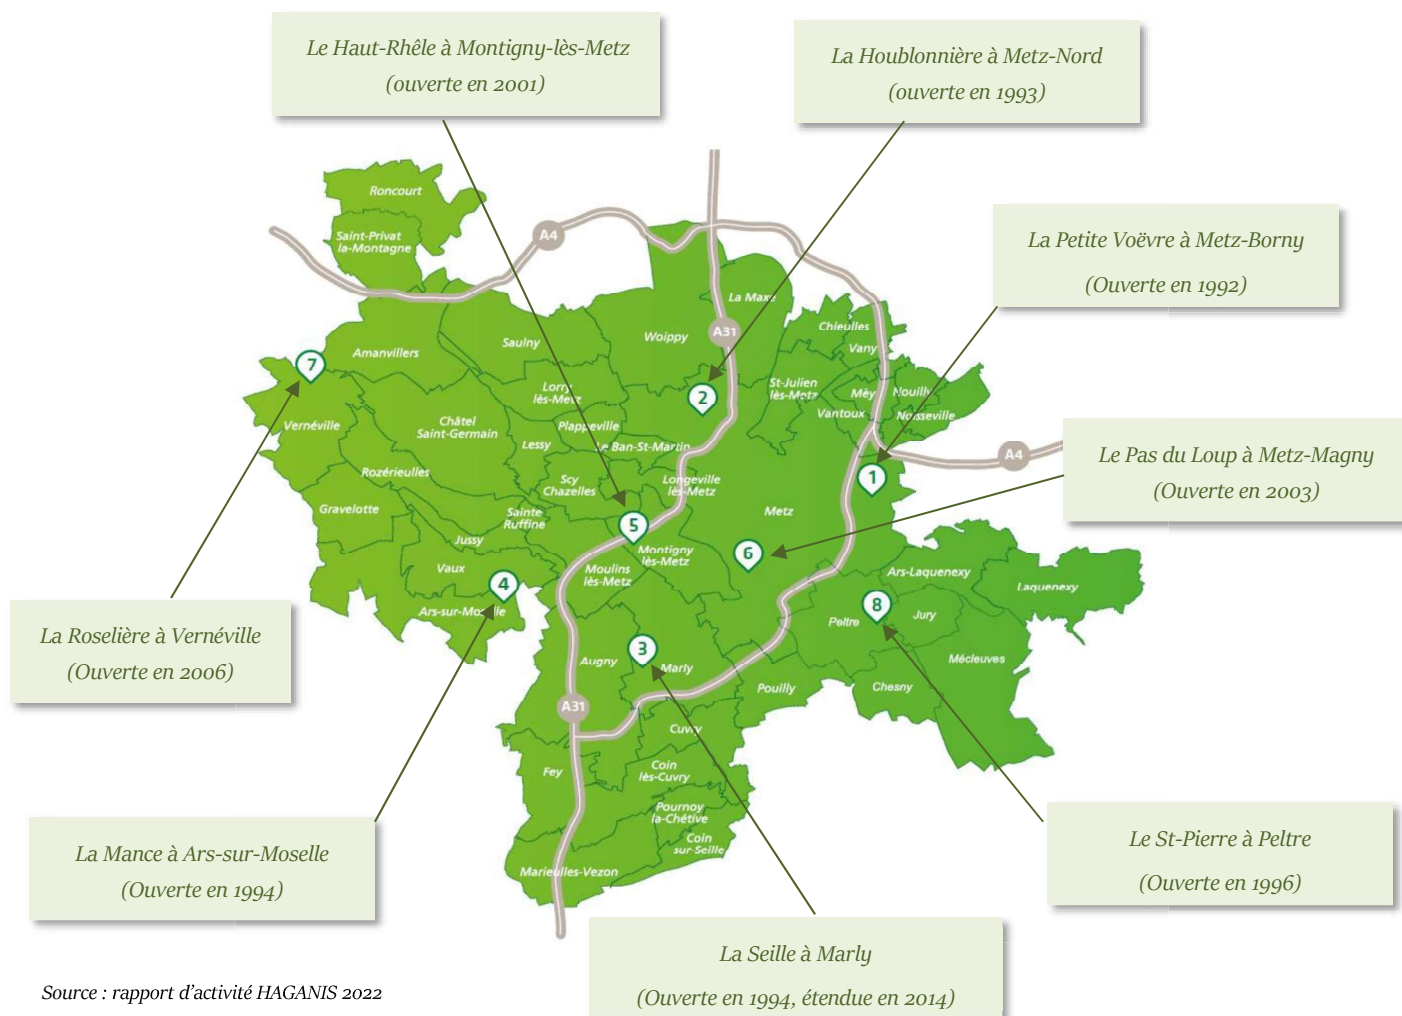 Le Haut-Rhêle à Montigny-lès-Metz
(ouverte en 2001)
La Houblonnière à Metz-Nord
(ouverte en 1993)
La Petite Voëvre à Metz-Borny
(Ouverte en 1992)
Le Pas du Loup à Metz-Magny
(Ouverte en 2003)
La Roselière à Vernéville
(Ouverte en 2006)
La Mance à Ars-sur-Moselle
(Ouverte en 1994)
Le St-Pierre à Peltre
(Ouverte en 1996)
La Seille à Marly
(Ouverte en 1994, étendue en 2014)
Roncourt
Saint-Privat
la-Montagne
A4
La Maxe
A31
Woippy
Saulny
Amanvillers
7
Chieulles
Vany
St-Julien
lès-Metz
Mèy
Nouilly
Vantoux
Noisseville
2
Lorry
lès-Metz
Plappeville
Châtel
Saint-Germain
Vernéville
Lessy
Le Ban-St-Martin
A4
Rozérieulles
Scy
Chazelles
Longeville
lès-Metz
1
Gravelotte
Sainte
Ruffine
5
Metz
Jussy
Montigny
lès-Metz
6
Vaux
Moulins
lès-Metz
4
Ars-sur-Moselle
Ars-Laquenexy
Laquenexy
8
Peltre
Jury
3
Augny
Marly
Mécleuves
Pouilly
Chesny
A31
Cuvry
Fey
Coin
lès-Cuvry
Pournoy
la-Chétive
Coin
sur-Seille
Marieulles-Vezon
Source : rapport d’activité HAGANIS 2022